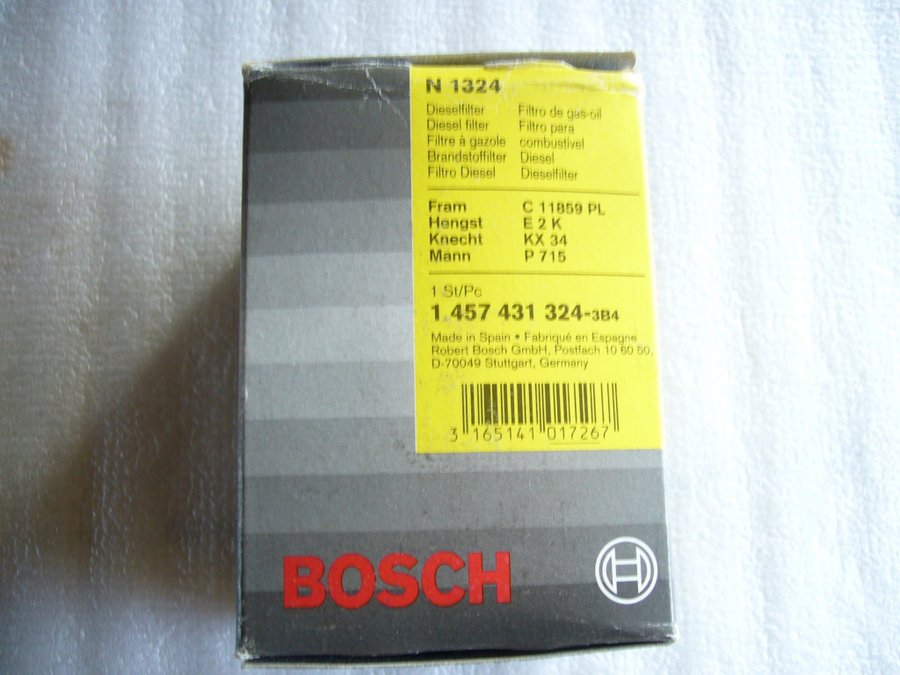 N 1324
Dieselfilter
Diesel filter
Filtre à gazole
Brandstoffilter
Filtro Diesel
Filtro de gas-oil
Filtro para
combustível
Diesel
Dieselfilter
Fram C 11859 PL
Hengst E 2 K
Knecht KX 34
Mann P 715
1 St/Pc
1 457 431 324-3B4
Made in Spain • Fabriqué en Espagne
Robert Bosch GmbH, Postfach 10 60 50,
D-70049 Stuttgart, Germany
3 165141 017267
BOSCH